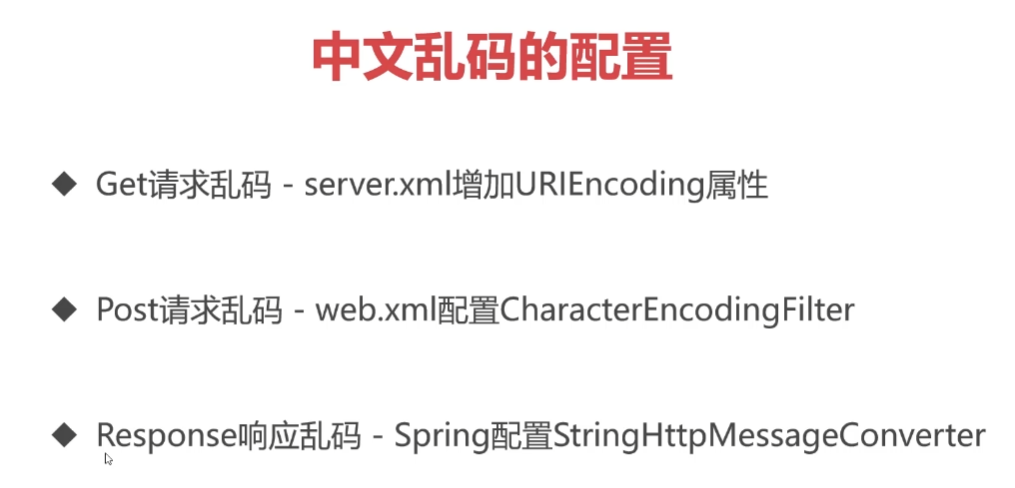 中文乱码的配置
◆ Get请求乱码 - server.xml增加URIEncoding属性
◆ Post请求乱码 - web.xml配置CharacterEncodingFilter
◆ Response响应乱码 - Spring配置StringHttpMessageConverter